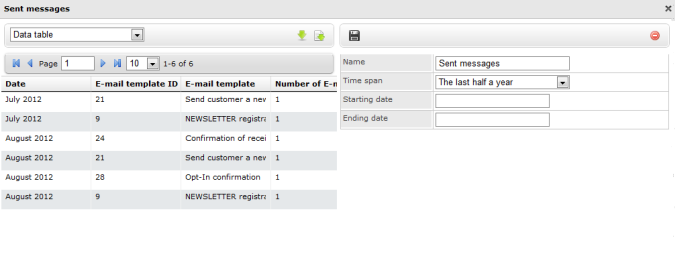 Sent messages
Data table
Page 1 10 1-6 of 6
Date E-mail template ID E-mail template Number of E-m
July 2012 21 Send customer a new 1
July 2012 9 NEWSLETTER registra 1
August 2012 24 Confirmation of recei 1
August 2012 21 Send customer a new 1
August 2012 28 Opt-In confirmation 1
August 2012 9 NEWSLETTER registra 1
Name Sent messages
Time span The last half a year
Starting date
Ending date